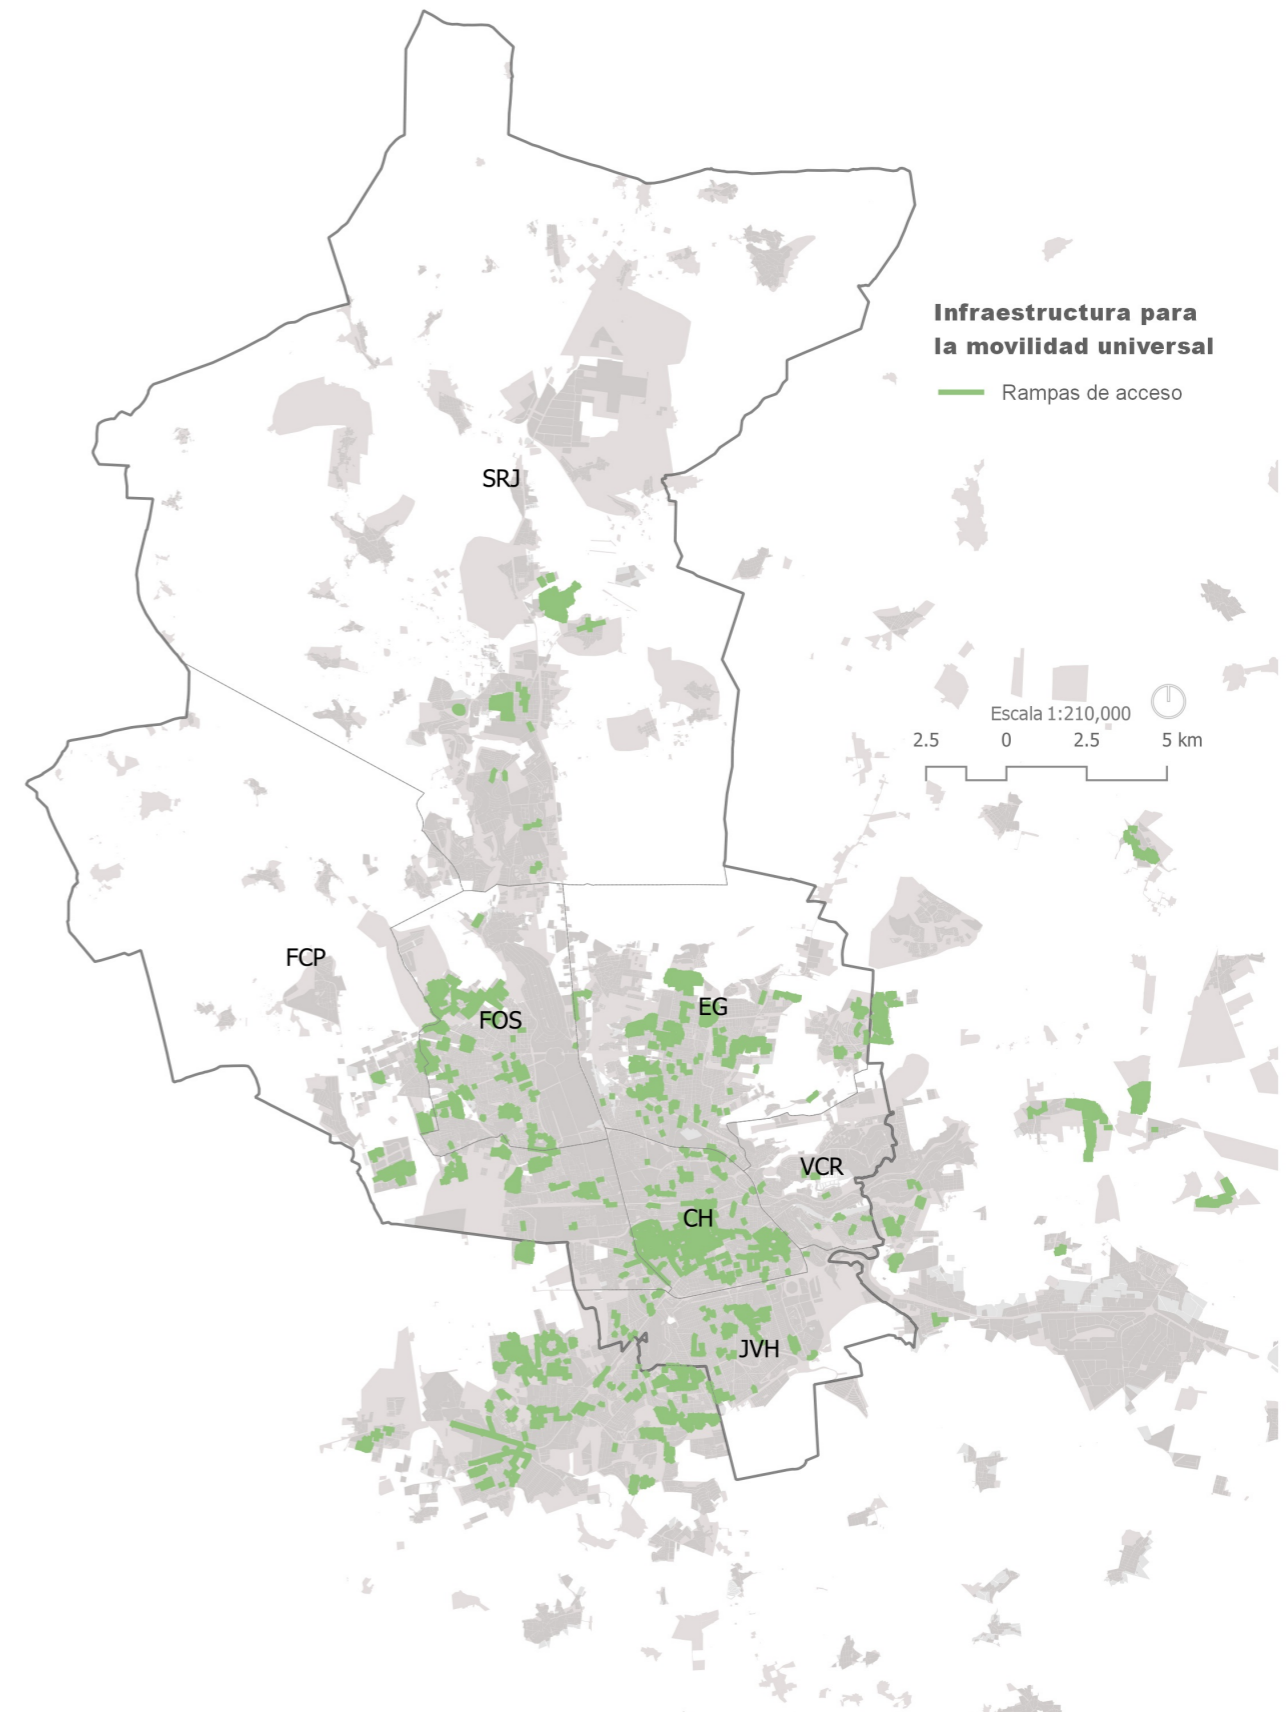 Infraestructura para
la movilidad universal
Rampas de acceso
SRJ
Escala 1:210,000
2.5 0 2.5 5 km
FCP
FOS
EG
VCR
CH
JVH